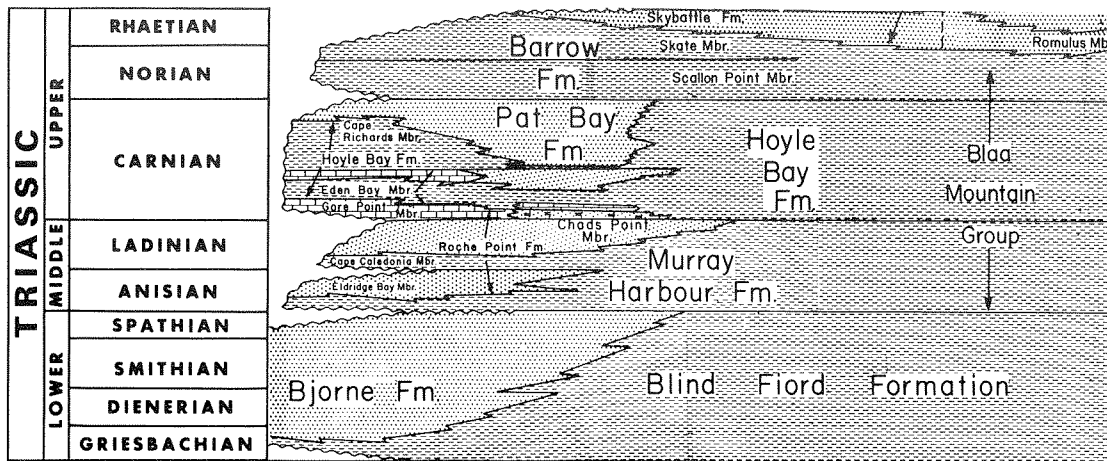 TRIASSIC
UPPER
MIDDLE
LOWER
RHAETIAN
NORIAN
CARNIAN
LADINIAN
ANISIAN
SPATHIAN
SMITHIAN
DIENERIAN
GRIESBACHIAN
Skybattle Fm.
Barrow
Fm.
Skate Mbr.
Romulus Mb
Scallon Point Mbr.
Pat Bay
Fm
Cape
Richards Mbr.
Hoyle Bay Fm.
Eden Bay Mbr.
Gore Point
Mbr.
Hoyle
Bay
Fm.
Blaa
Mountain
Group
Chads Point
Mbr.
Roche Point Fm
Cape Caledonia Mbr.
Eldridge Bay Mbr.
Murray
Harbour Fm.
Bjorne Fm.
Blind Fiord Formation